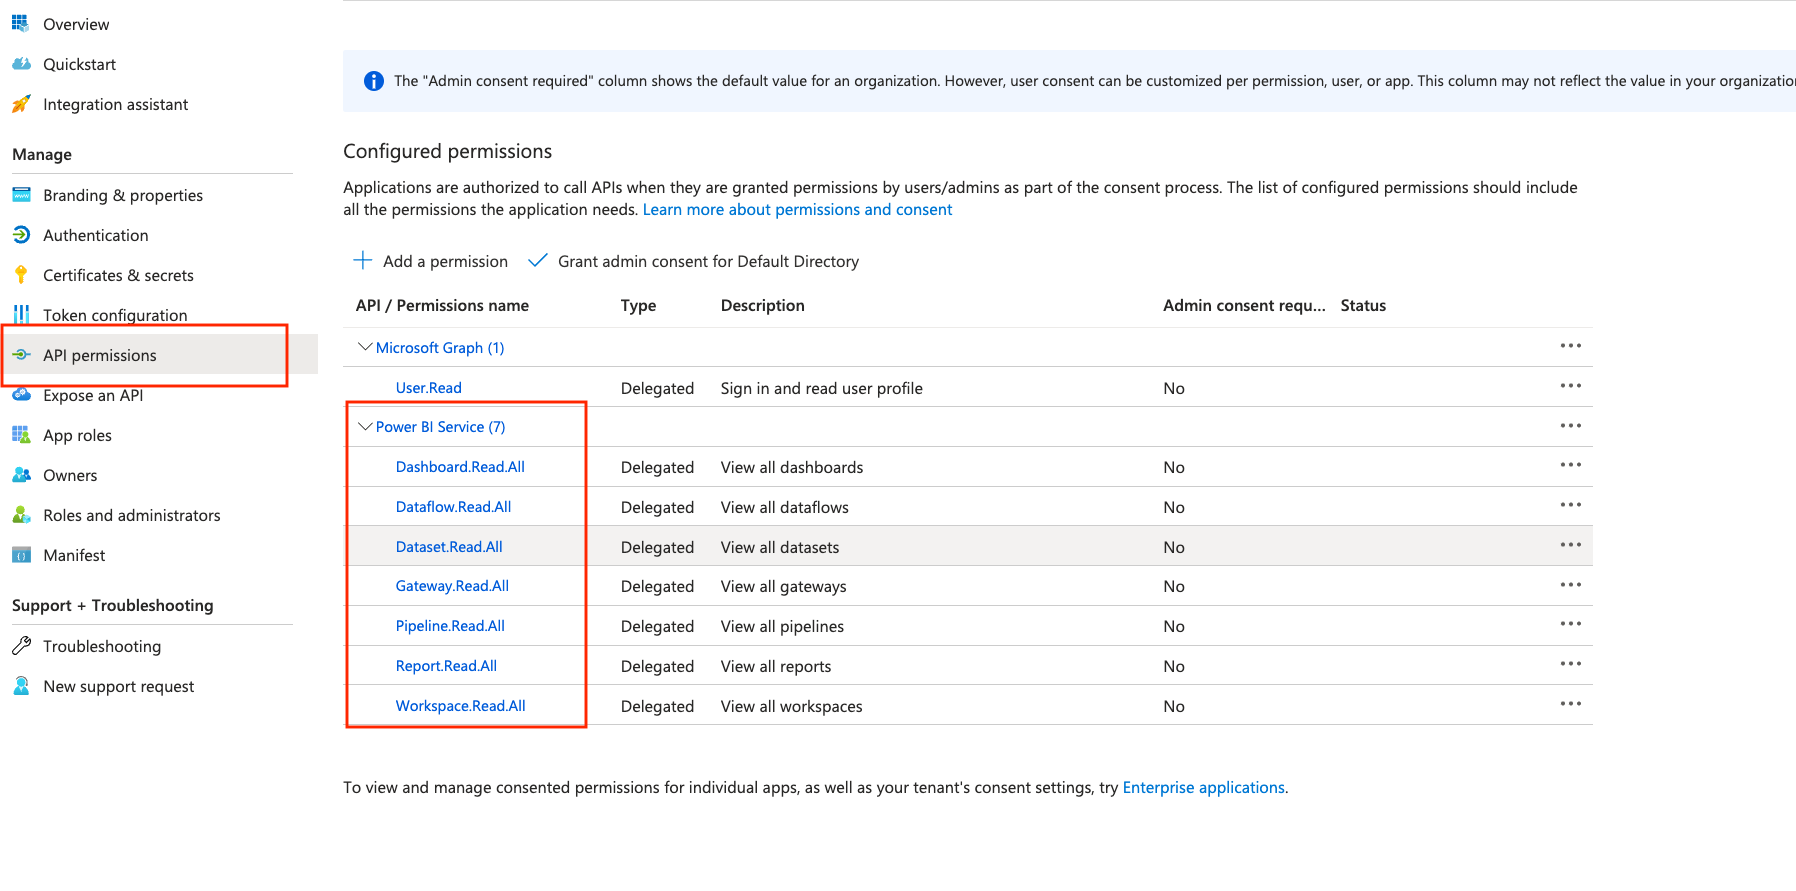 Overview
Quickstart
Integration assistant
Manage
Branding & properties
Authentication
Certificates & secrets
Token configuration
API permissions
Expose an API
App roles
Owners
Roles and administrators
Manifest
Support + Troubleshooting
Troubleshooting
New support request
The "Admin consent required" column shows the default value for an organization. However, user consent can be customized per permission, user, or app. This column may not reflect the value in your organizatio
Configured permissions
Applications are authorized to call APIs when they are granted permissions by users/admins as part of the consent process. The list of configured permissions should include
all the permissions the application needs. Learn more about permissions and consent
Add a permission Grant admin consent for Default Directory
API / Permissions name Type Description Admin consent requ... Status
Microsoft Graph (1)
User.Read Delegated Sign in and read user profile No
Power BI Service (7)
Dashboard.Read.All Delegated View all dashboards No
Dataflow.Read.All Delegated View all dataflows No
Dataset.Read.All Delegated View all datasets No
Gateway.Read.All Delegated View all gateways No
Pipeline.Read.All Delegated View all pipelines No
Report.Read.All Delegated View all reports No
Workspace.Read.All Delegated View all workspaces No
To view and manage consented permissions for individual apps, as well as your tenant's consent settings, try Enterprise applications.